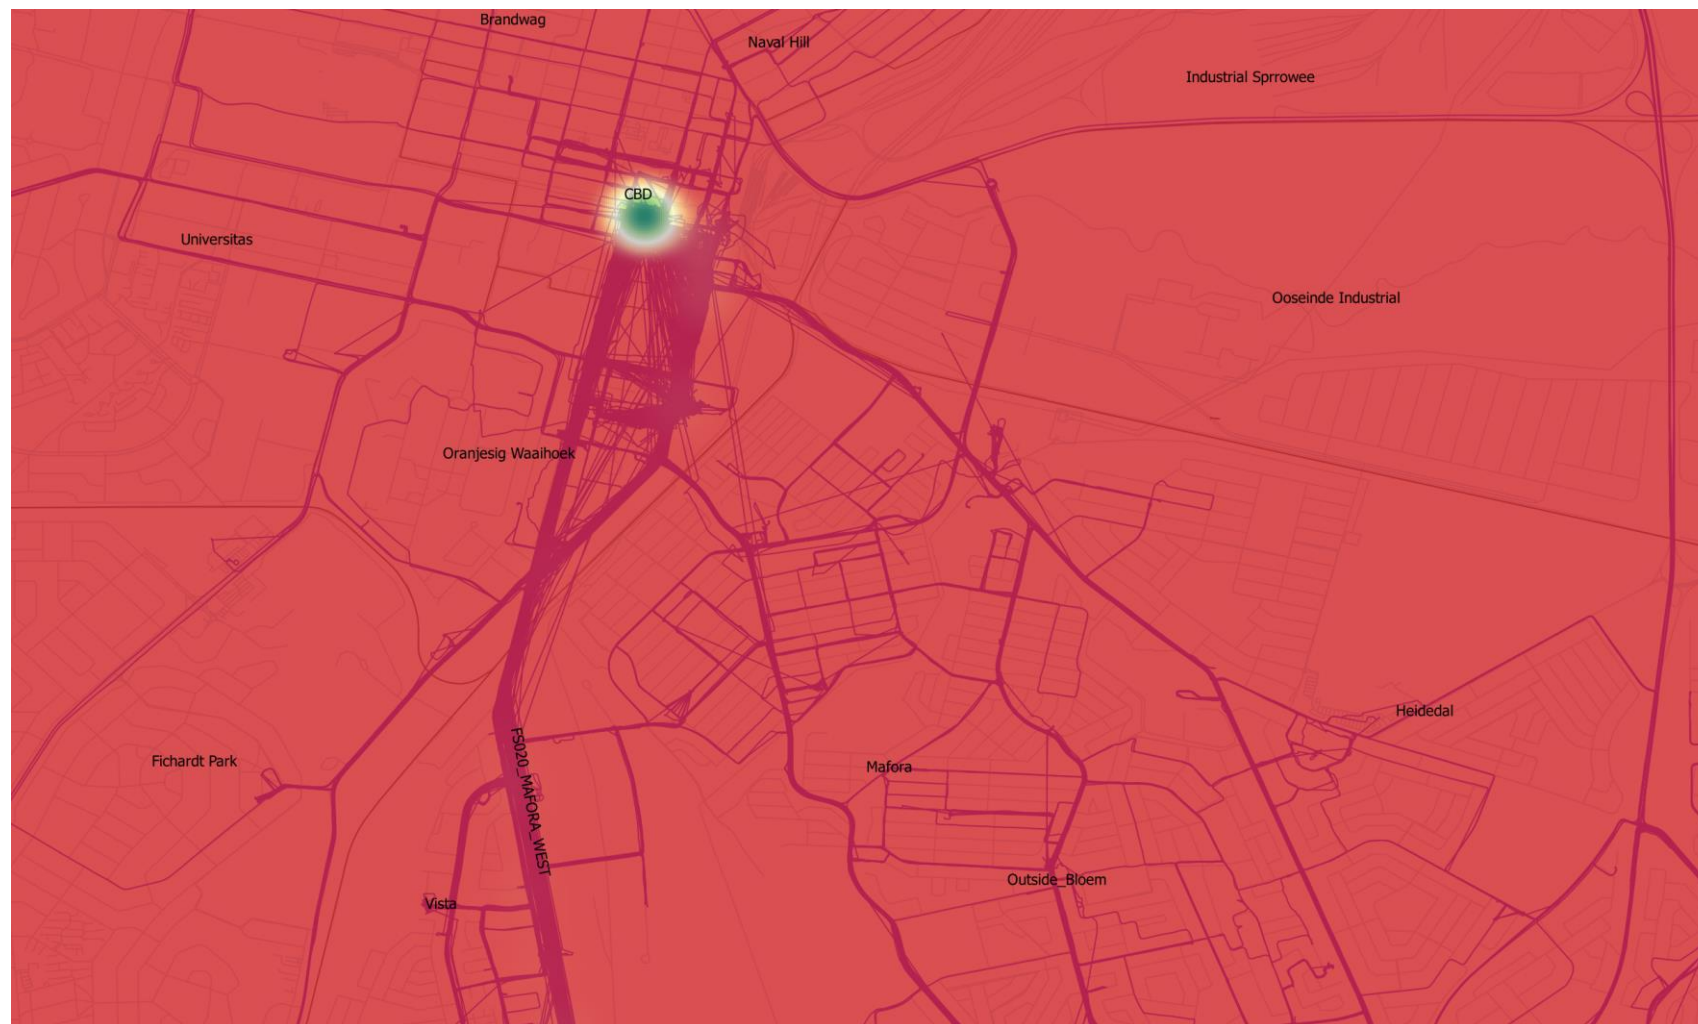 Brandwag
Naval Hill
Industrial Sprrowee
CBD
Universitas
Ooseinde Industrial
Oranjesig Waaihoek
Heidedal
FS020_MAFORA_WEST
Fichardt Park
Mafora
Outside_Bloem
Vista